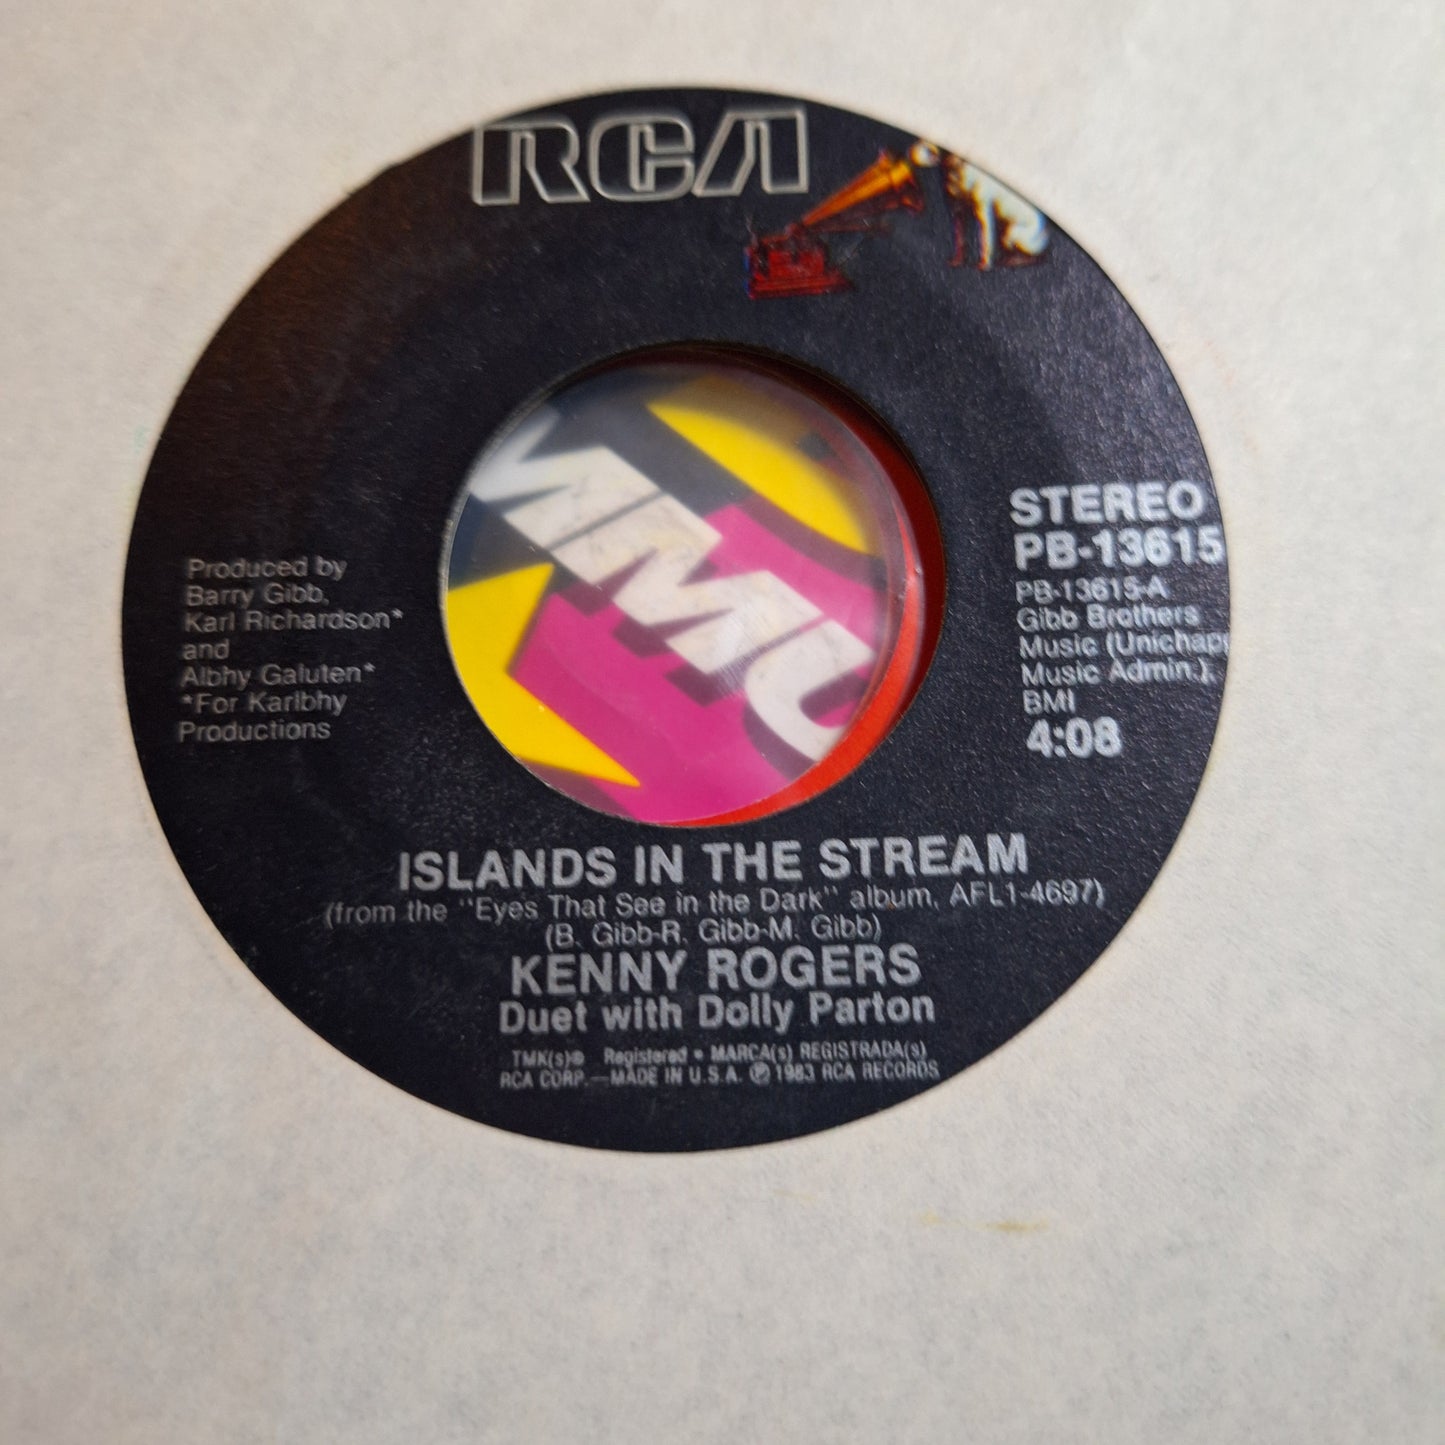 RCA
STEREO
PB-13615
PB-13615-A
Gibb Brothers
Music (Unichap
Music Admin.),
BMI
4:08
Produced by
Barry Gibb,
Karl Richardson*
and
Albhy Galuten*
*For Karlbhy
Productions
ISLANDS IN THE STREAM
(from the "Eyes That See in the Dark" album, AFL1-4697)
(B. Gibb-R. Gibb-M. Gibb)
KENNY ROGERS
Duet with Dolly Parton
TMK(s)® Registered • MARCA(s) REGISTRADA(s)
RCA CORP.—MADE IN U.S.A. ℗ 1983 RCA RECORDS